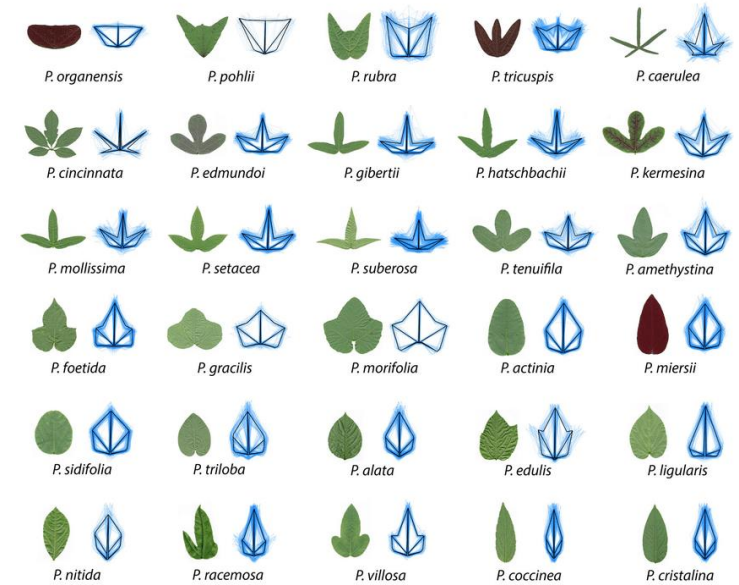 P. organensis
P. pohlii
P. rubra
P. tricuspis
P. caerulea
P. cincinnata
P. edmundoi
P. gibertii
P. hatschbachii
P. kermesina
P. mollissima
P. setacea
P. suberosa
P. tenuifila
P. amethystina
P. foetida
P. gracilis
P. morifolia
P. actinia
P. miersii
P. sidifolia
P. triloba
P. alata
P. edulis
P. ligularis
P. nitida
P. racemosa
P. villosa
P. coccinea
P. cristalina